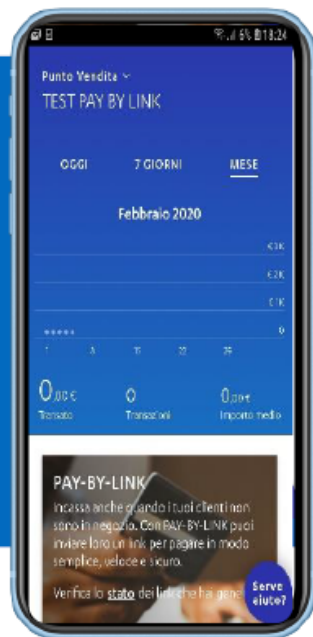 18:24
Punto Vendita
TEST PAY BY LINK
OGGI 7 GIORNI MESE
Febbraio 2020
€3K
€2K
€1K
0
1 8 15 22 29
0,00€ 0 0,00€
Transato Transazioni Importo medio
PAY-BY-LINK
Incassa anche quando i tuoi clienti non
sono in negozio. Con PAY-BY-LINK puoi
inviare loro un link per pagare in modo
semplice, veloce e sicuro.
Verifica lo stato dei link che hai gene
Serve
aiuto?